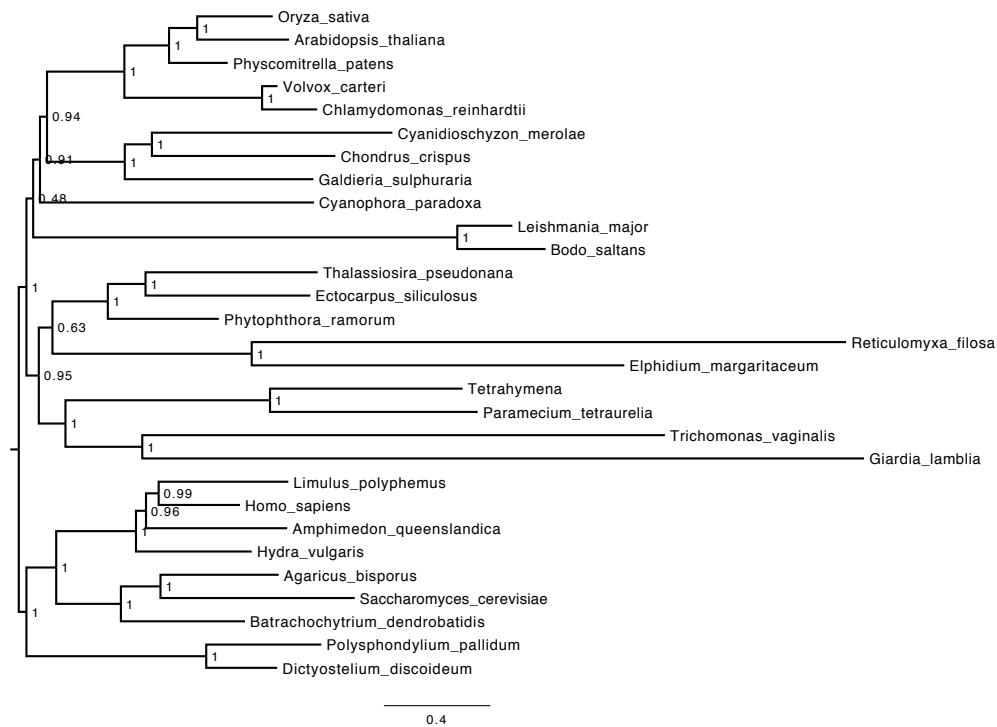 Oryza_sativa
1
Arabidopsis_thaliana
1
Physcomitrella_patens
1
Volvox_carteri
1
Chlamydomonas_reinhardtii
0.94
Cyanidioschyzon_merolae
1
Chondrus_crispus
0.91
1
Galdieria_sulphuraria
0.48
Cyanophora_paradoxa
Leishmania_major
1
Bodo_saltans
Thalassiosira_pseudonana
1
1
Ectocarpus_siliculosus
1
Phytophthora_ramorum
0.63
Reticulomyxa_filosa
1
Elphidium_margaritaceum
0.95
Tetrahymena
1
Paramecium_tetraurelia
1
Trichomonas_vaginalis
1
Giardia_lamblia
Limulus_polyphemus
0.99
Homo_sapiens
0.96
Amphimedon_queenslandica
1
Hydra_vulgaris
1
Agaricus_bisporus
1
Saccharomyces_cerevisiae
1
1
Batrachochytrium_dendrobatidis
Polysphondylium_pallidum
1
Dictyostelium_discoideum
0.4